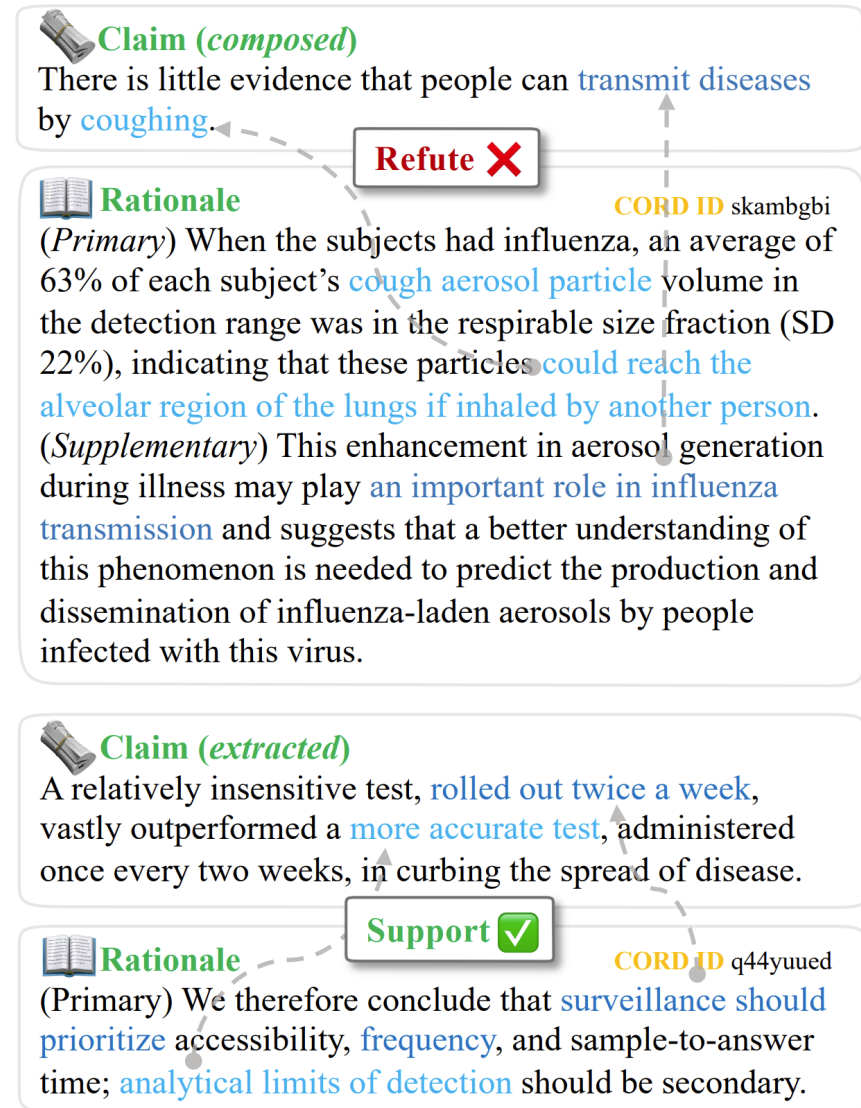 Claim (composed)
There is little evidence that people can transmit diseases
by coughing.
Refute
Rationale
CORD ID skambgbi
(Primary) When the subjects had influenza, an average of
63% of each subject's cough aerosol particle volume in
the detection range was in the respirable size fraction (SD
22%), indicating that these particles could reach the
alveolar region of the lungs if inhaled by another person.
(Supplementary) This enhancement in aerosol generation
during illness may play an important role in influenza
transmission and suggests that a better understanding of
this phenomenon is needed to predict the production and
dissemination of influenza-laden aerosols by people
infected with this virus.
Claim (extracted)
A relatively insensitive test, rolled out twice a week,
vastly outperformed a more accurate test, administered
once every two weeks, in curbing the spread of disease.
Support
Rationale
CORD ID q44yuued
(Primary) We therefore conclude that surveillance should
prioritize accessibility, frequency, and sample-to-answer
time; analytical limits of detection should be secondary.